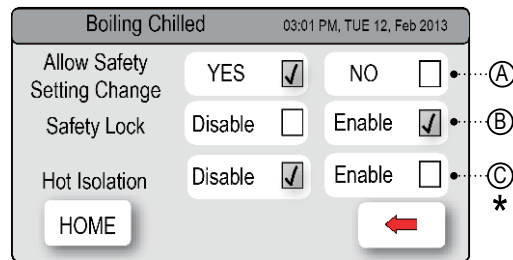 Boiling Chilled 03:01 PM, TUE 12, Feb 2013
Allow Safety
Setting Change YES NO A
Safety Lock Disable Enable B
Hot Isolation Disable Enable C
*
HOME